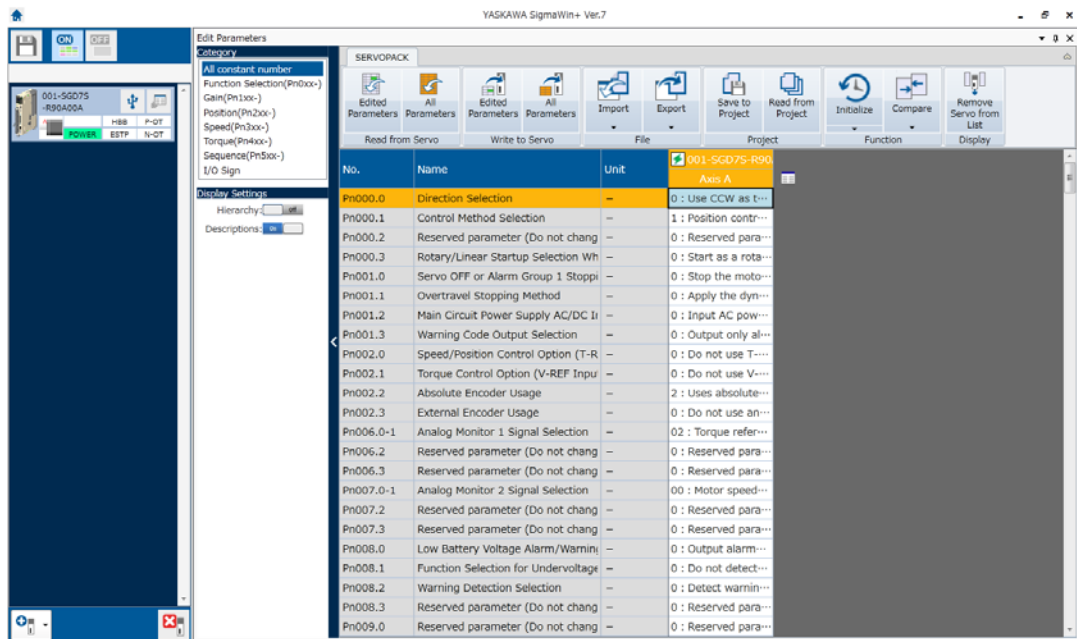 YASKAWA SigmaWin+ Ver.7
ON
OFF
001-SGD7S
-R90A00A
HBB P-OT
POWER ESTP N-OT
Edit Parameters
Category
All constant number
Function Selection(Pn0xx-)
Gain(Pn1xx-)
Position(Pn2xx-)
Speed(Pn3xx-)
Torque(Pn4xx-)
Sequence(Pn5xx-)
I/O Sign
Display Settings
Hierarchy: Off
Descriptions: On
SERVOPACK
Edited Parameters
All Parameters
Read from Servo
Edited Parameters
All Parameters
Write to Servo
Import
Export
File
Save to Project
Read from Project
Project
Initialize
Compare
Function
Remove Servo from List
Display
No. Name Unit 001-SGD7S-R90
Axis A
Pn000.0 Direction Selection – 0 : Use CCW as t···
Pn000.1 Control Method Selection – 1 : Position contr···
Pn000.2 Reserved parameter (Do not chang – 0 : Reserved para···
Pn000.3 Rotary/Linear Startup Selection Wh – 0 : Start as a rota···
Pn001.0 Servo OFF or Alarm Group 1 Stoppi – 0 : Stop the moto···
Pn001.1 Overtravel Stopping Method – 0 : Apply the dyn···
Pn001.2 Main Circuit Power Supply AC/DC I – 0 : Input AC pow···
Pn001.3 Warning Code Output Selection – 0 : Output only al···
Pn002.0 Speed/Position Control Option (T-R – 0 : Do not use T-···
Pn002.1 Torque Control Option (V-REF Inpu – 0 : Do not use V-···
Pn002.2 Absolute Encoder Usage – 2 : Uses absolute···
Pn002.3 External Encoder Usage – 0 : Do not use an···
Pn006.0-1 Analog Monitor 1 Signal Selection – 02 : Torque refer···
Pn006.2 Reserved parameter (Do not chang – 0 : Reserved para···
Pn006.3 Reserved parameter (Do not chang – 0 : Reserved para···
Pn007.0-1 Analog Monitor 2 Signal Selection – 00 : Motor speed···
Pn007.2 Reserved parameter (Do not chang – 0 : Reserved para···
Pn007.3 Reserved parameter (Do not chang – 0 : Reserved para···
Pn008.0 Low Battery Voltage Alarm/Warning – 0 : Output alarm···
Pn008.1 Function Selection for Undervoltage – 0 : Do not detect···
Pn008.2 Warning Detection Selection – 0 : Detect warnin···
Pn008.3 Reserved parameter (Do not chang – 0 : Reserved para···
Pn009.0 Reserved parameter (Do not chang – 0 : Reserved para···